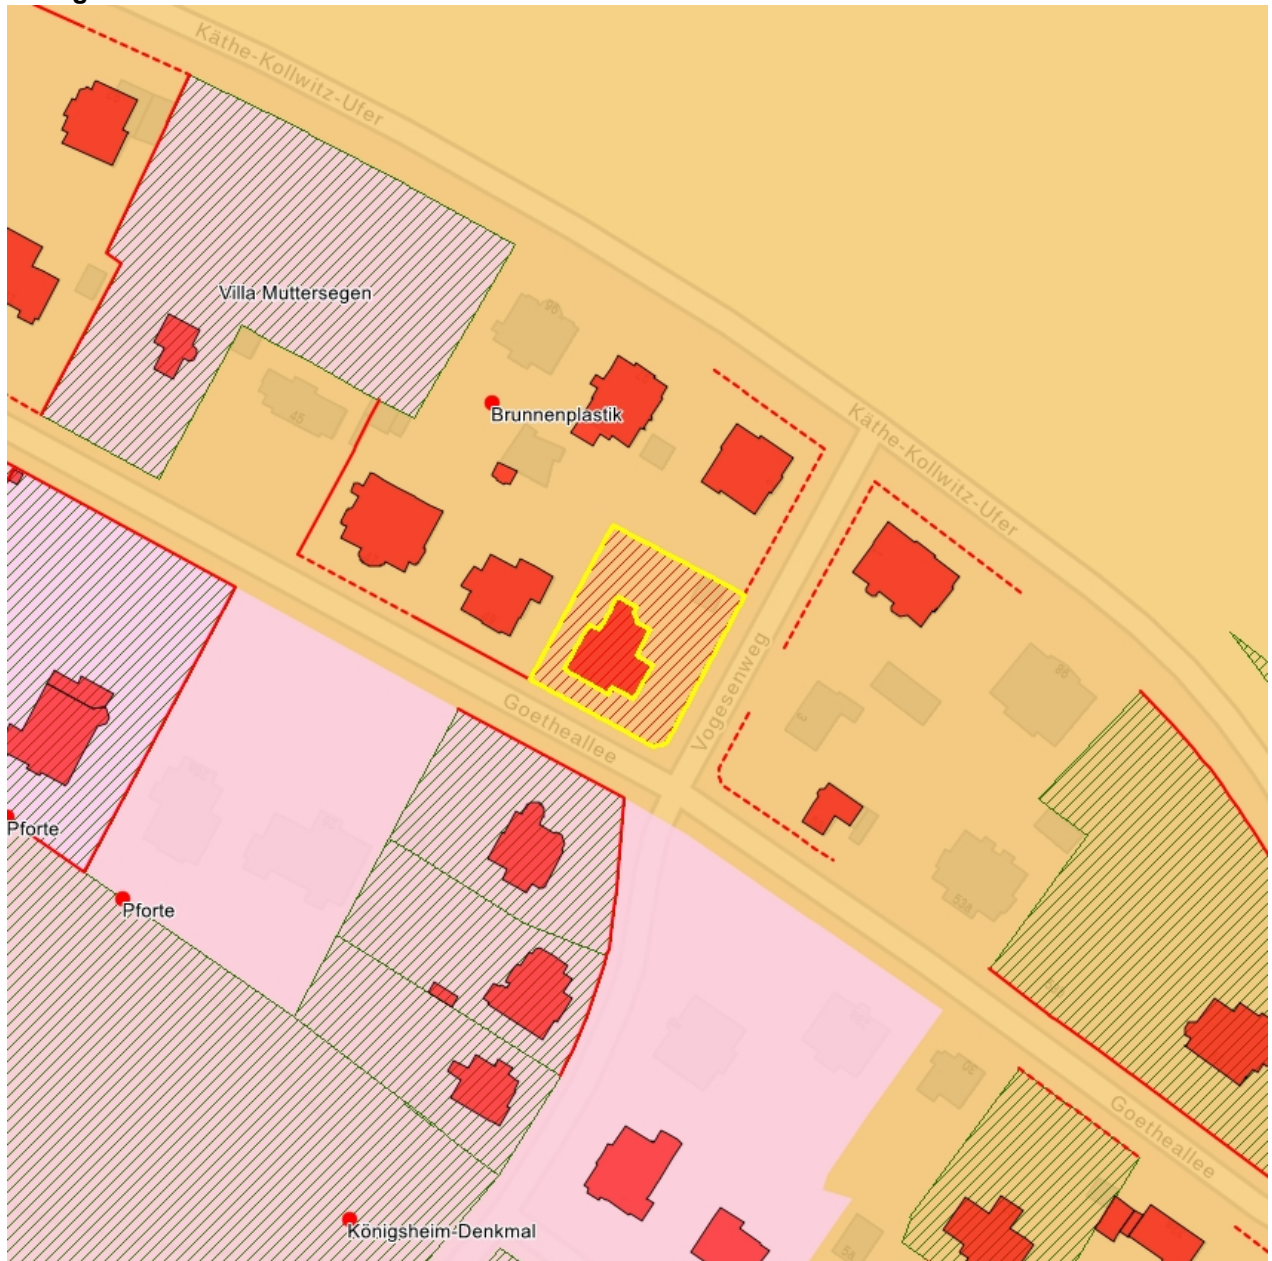 Käthe-Kollwitz-Ufer
Villa Muttersegen
Brunnenplastik
Käthe-Kollwitz-Ufer
Vogesenweg
Goetheallee
Pforte
Pforte
Goetheallee
Königsheim-Denkmal